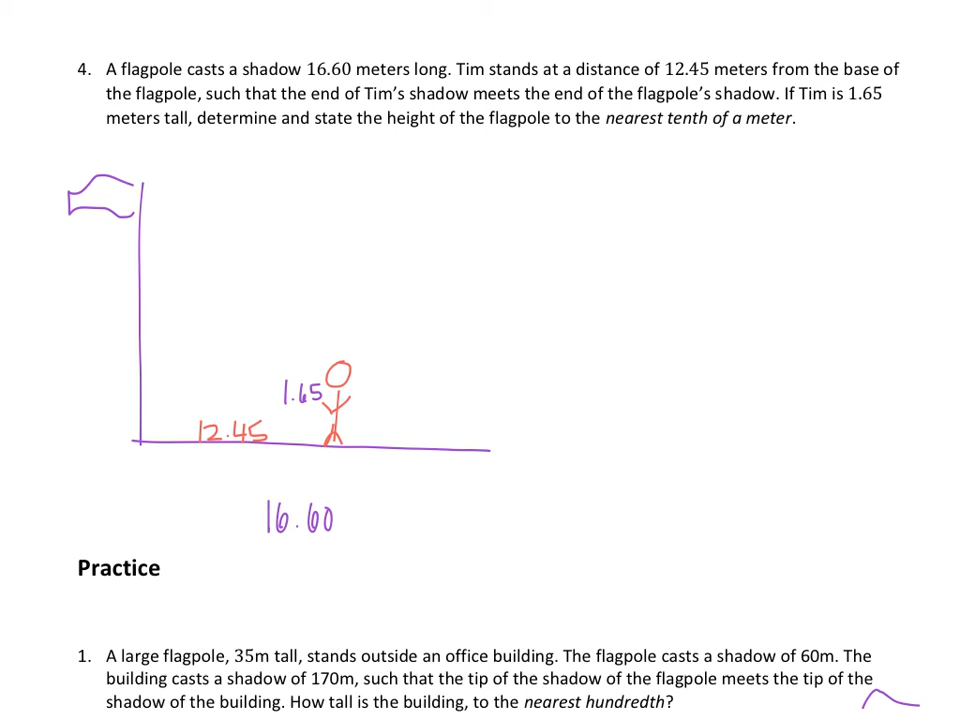 4. A flagpole casts a shadow 16.60 meters long. Tim stands at a distance of 12.45 meters from the base of
the flagpole, such that the end of Tim's shadow meets the end of the flagpole's shadow. If Tim is 1.65
meters tall, determine and state the height of the flagpole to the nearest tenth of a meter.
1.65
12.45
16.60
Practice
1. A large flagpole, 35m tall, stands outside an office building. The flagpole casts a shadow of 60m. The
building casts a shadow of 170m, such that the tip of the shadow of the flagpole meets the tip of the
shadow of the building. How tall is the building, to the nearest hundredth?